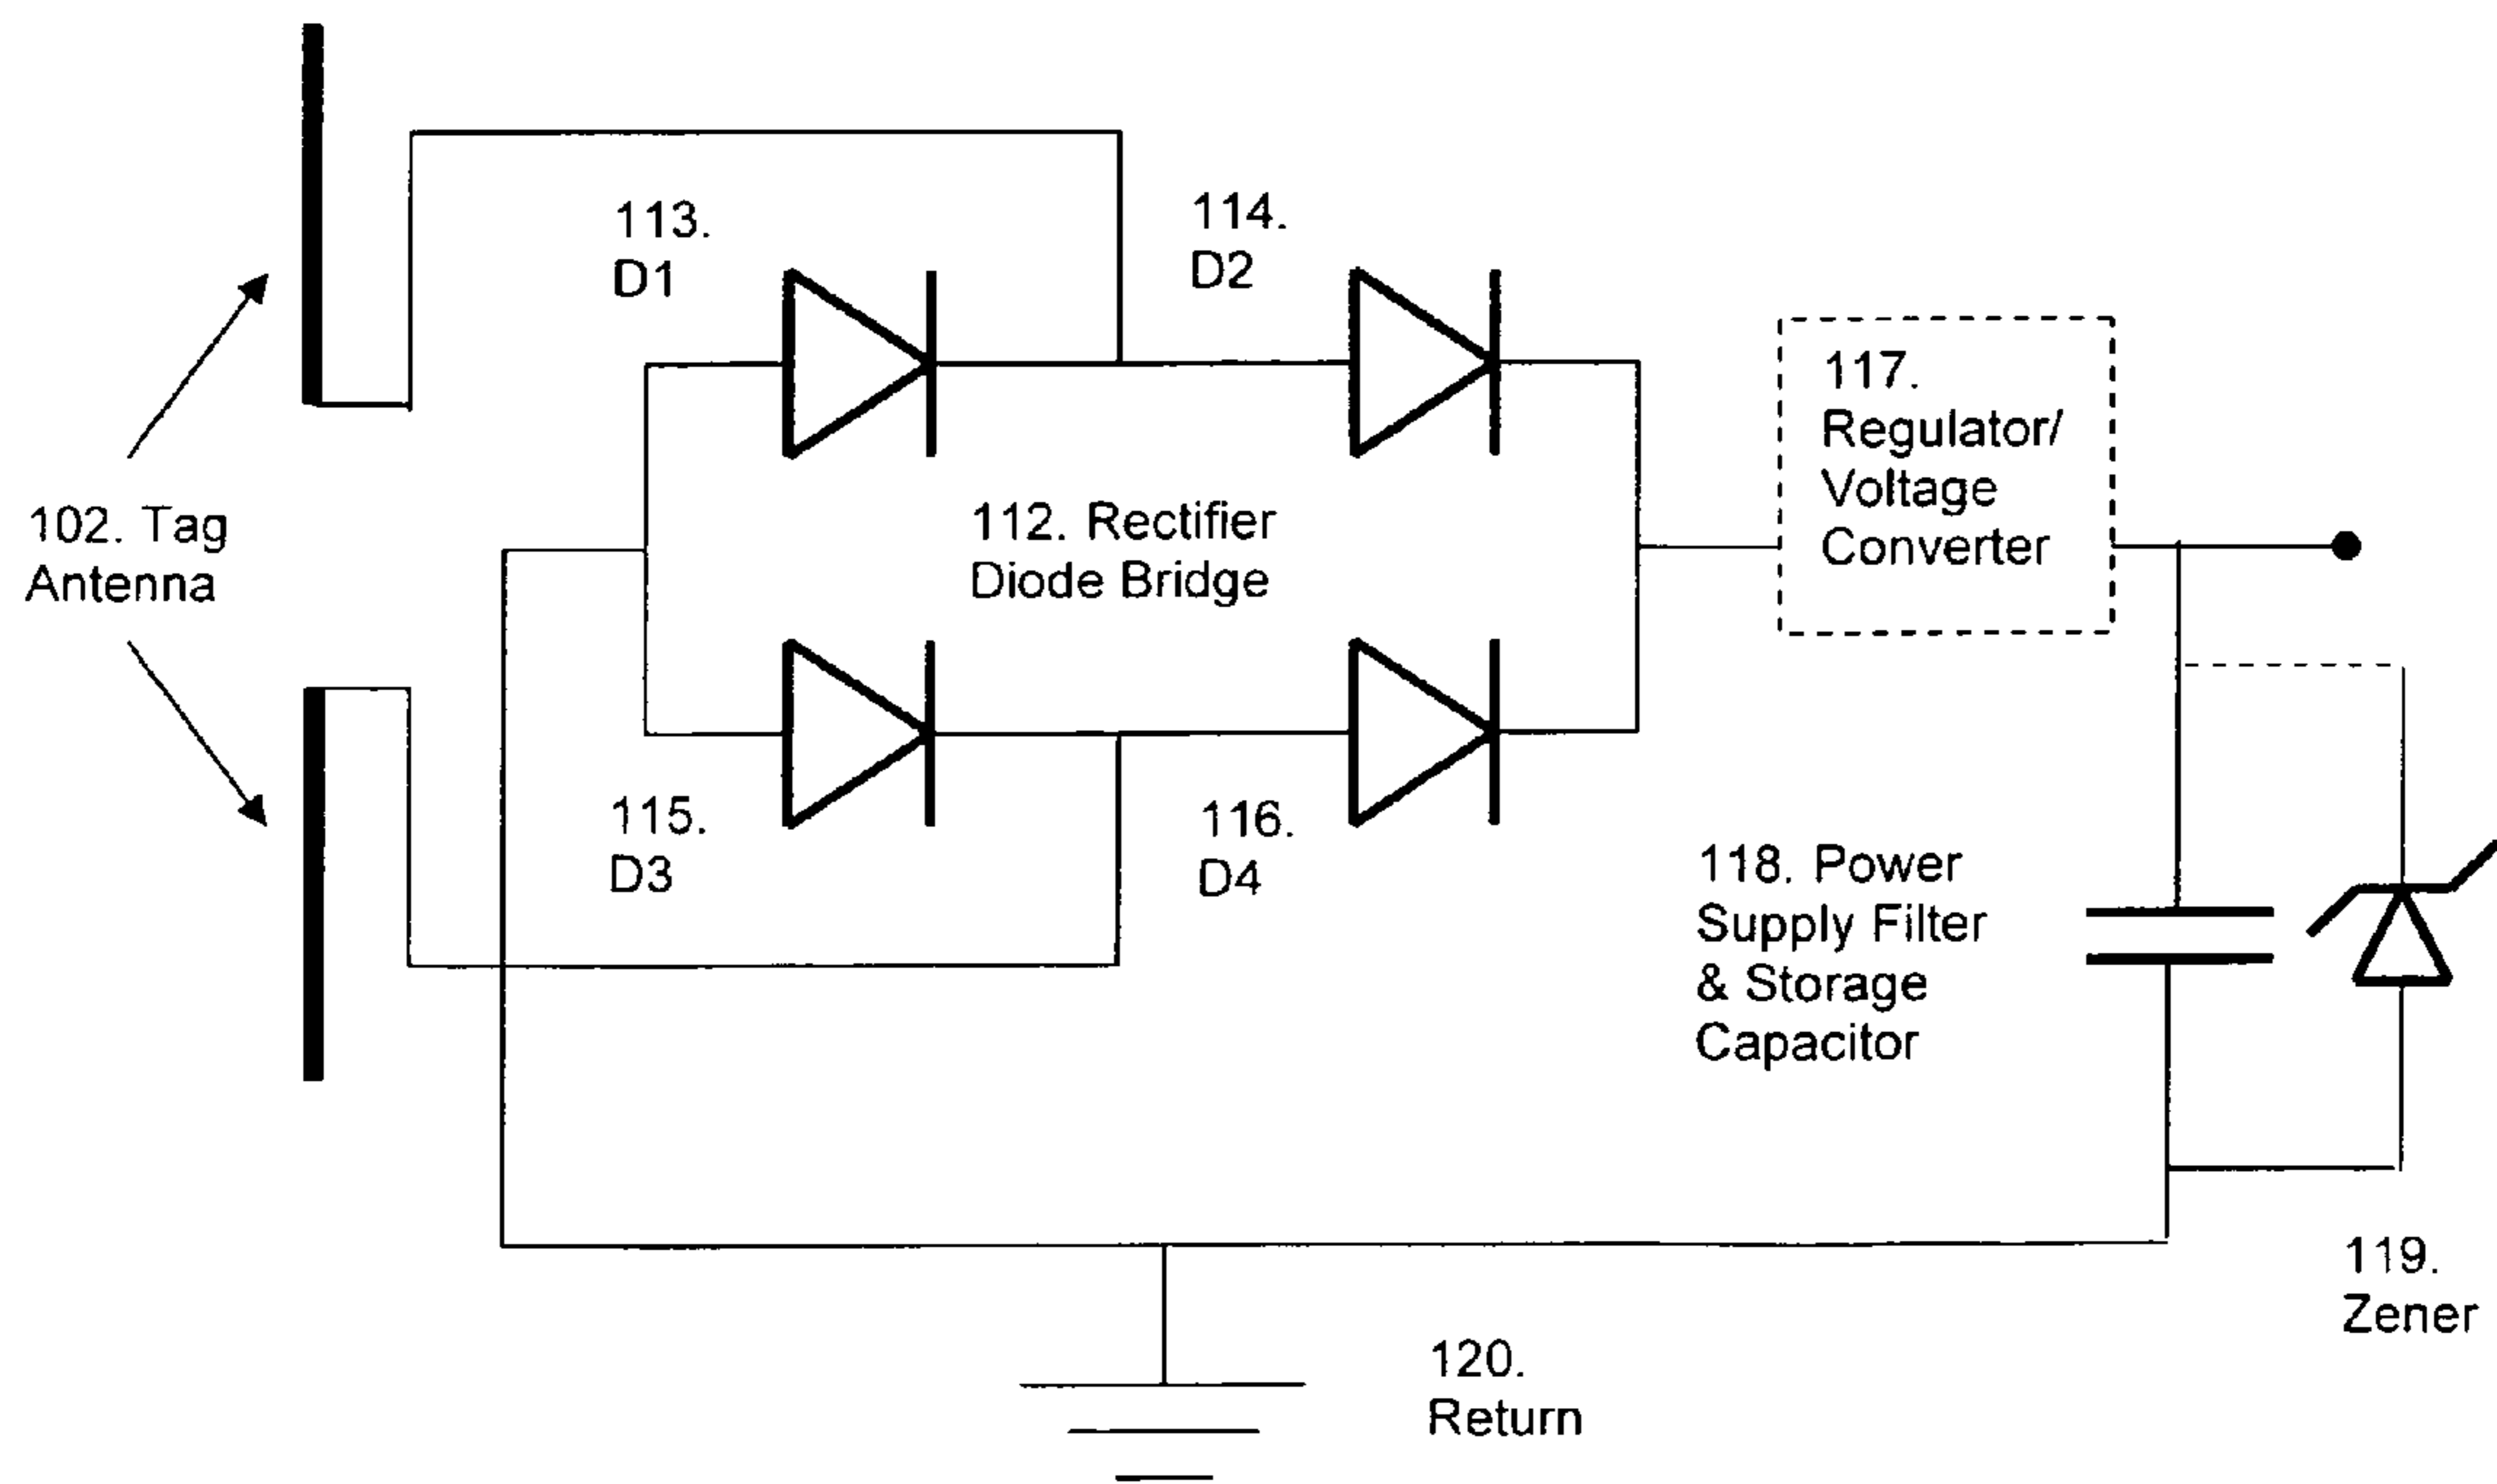 113.
D1
114.
D2
117.
Regulator/
Voltage
Converter
102. Tag
Antenna
112. Rectifier
Diode Bridge
115.
D3
116.
D4
118. Power
Supply Filter
& Storage
Capacitor
119.
Zener
120.
Return